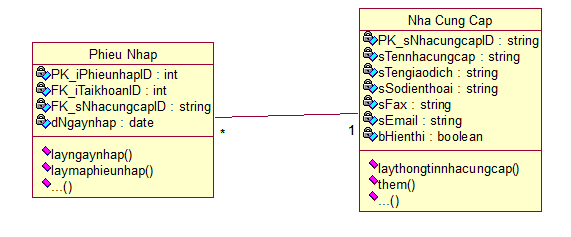 Phieu Nhap
PK_iPhieunhapID : int
FK_iTaikhoanID : int
FK_sNhacungcapID : string
dNgaynhap : date
layngaynhap()
laymaphieunhap()
...()
*
1
Nha Cung Cap
PK_sNhacungcapID : string
sTennhacungcap : string
sTengiaodich : string
sSodienthoai : string
sFax : string
sEmail : string
bHienthi : boolean
laythongtinnhacungcap()
them()
...()